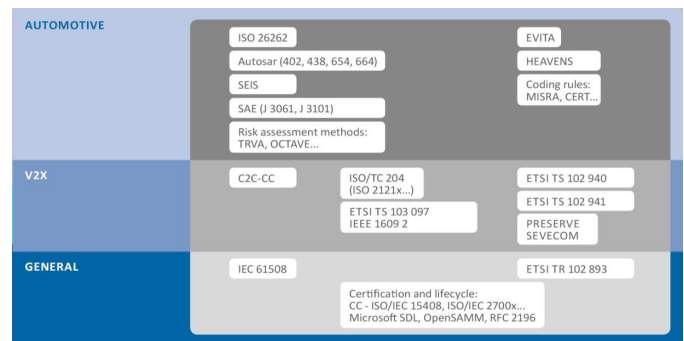 AUTOMOTIVE
ISO 26262
EVITA
Autosar (402, 438, 654, 664)
HEAVENS
SEIS
Coding rules:
MISRA, CERT...
SAE (J 3061, J 3101)
Risk assessment methods:
TRVA, OCTAVE...
V2X
C2C-CC
ISO/TC 204
(ISO 2121x...)
ETSI TS 102 940
ETSI TS 102 941
ETSI TS 103 097
IEEE 1609 2
PRESERVE
SEVECOM
GENERAL
IEC 61508
ETSI TR 102 893
Certification and lifecycle:
CC - ISO/IEC 15408, ISO/IEC 2700x...
Microsoft SDL, OpenSAMM, RFC 2196